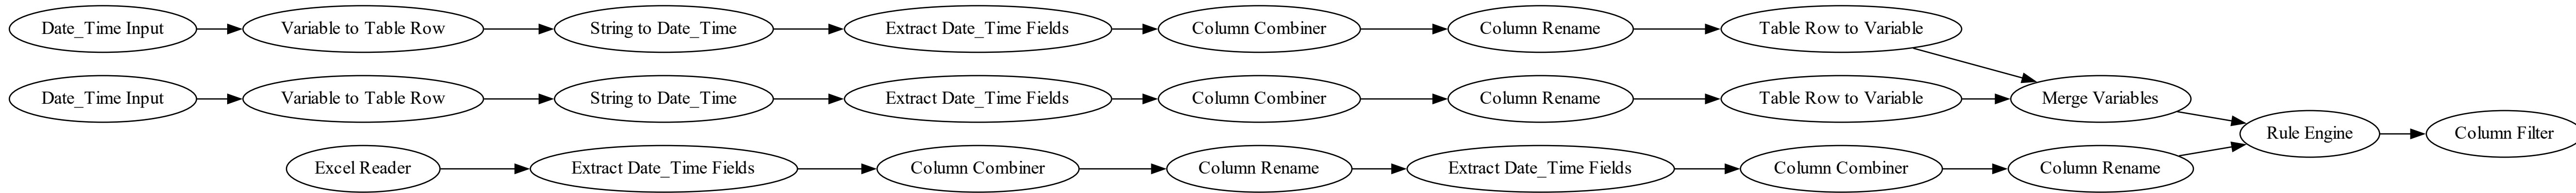 Date_Time Input
Variable to Table Row
String to Date_Time
Extract Date_Time Fields
Column Combiner
Column Rename
Table Row to Variable
Date_Time Input
Variable to Table Row
String to Date_Time
Extract Date_Time Fields
Column Combiner
Column Rename
Table Row to Variable
Merge Variables
Rule Engine
Column Filter
Excel Reader
Extract Date_Time Fields
Column Combiner
Column Rename
Extract Date_Time Fields
Column Combiner
Column Rename